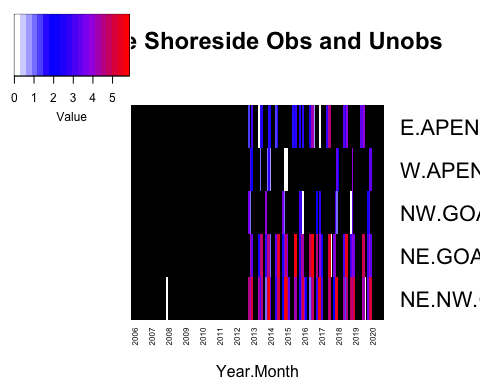 e Shoreside Obs and Unobs
0 1 2 3 4 5
Value
E.APEN
W.APEN
NW.GOA
NE.GOA
NE.NW.
2006 2007 2008 2009 2010 2011 2012 2013 2014 2015 2016 2017 2018 2019 2020
Year.Month